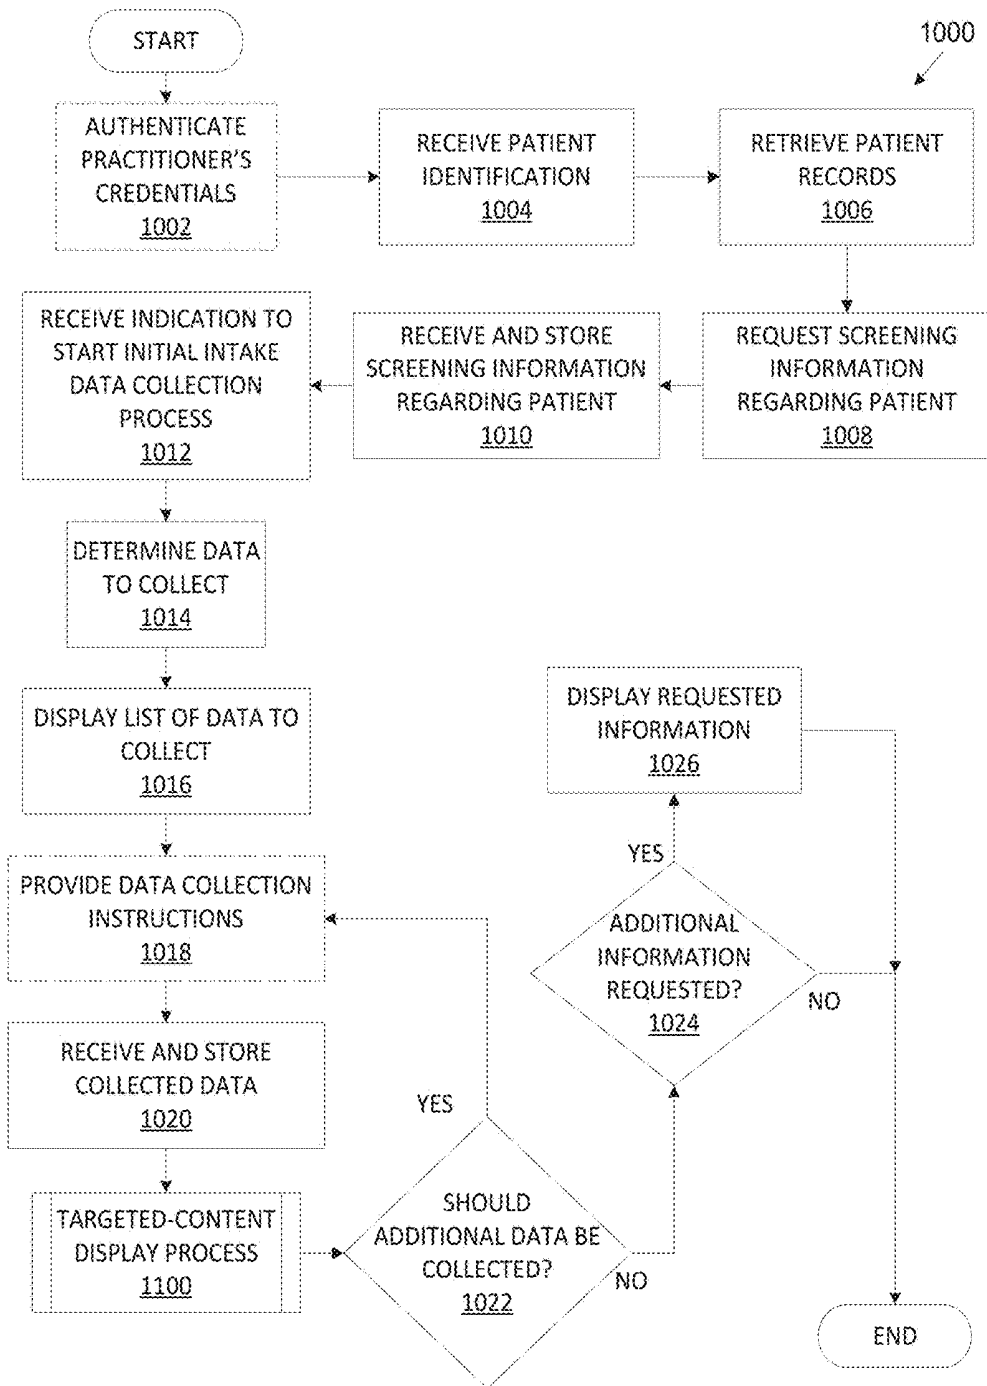 START
1000
AUTHENTICATE
PRACTITIONER'S
CREDENTIALS
1002
RECEIVE PATIENT
IDENTIFICATION
1004
RETRIEVE PATIENT
RECORDS
1006
REQUEST SCREENING
INFORMATION
REGARDING PATIENT
1008
RECEIVE AND STORE
SCREENING INFORMATION
REGARDING PATIENT
1010
RECEIVE INDICATION TO
START INITIAL INTAKE
DATA COLLECTION
PROCESS
1012
DETERMINE DATA
TO COLLECT
1014
DISPLAY LIST OF DATA TO
COLLECT
1016
PROVIDE DATA COLLECTION
INSTRUCTIONS
1018
RECEIVE AND STORE
COLLECTED DATA
1020
TARGETED-CONTENT
DISPLAY PROCESS
1100
SHOULD
ADDITIONAL DATA BE
COLLECTED?
1022
YES
NO
ADDITIONAL
INFORMATION
REQUESTED?
1024
YES
NO
DISPLAY REQUESTED
INFORMATION
1026
END